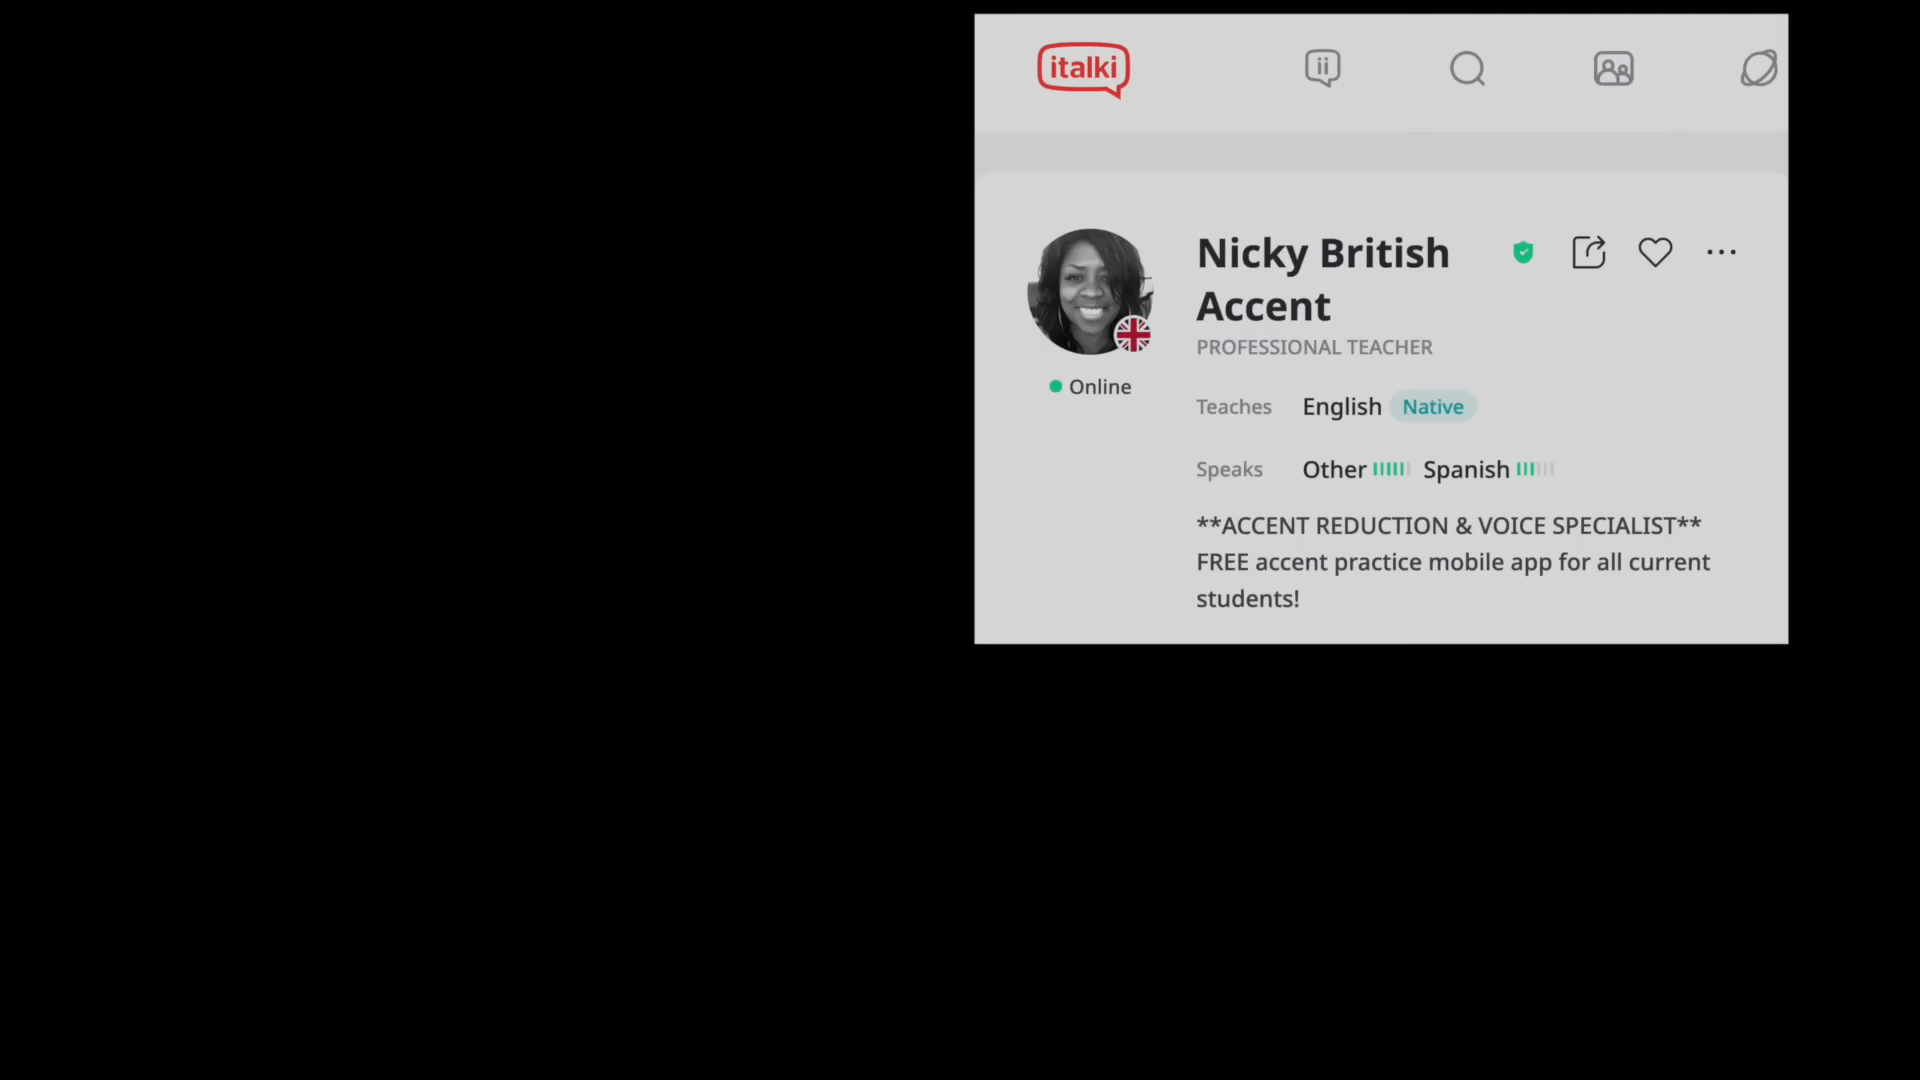 italki
ii
Nicky British
Accent
PROFESSIONAL TEACHER
Online
Teaches English Native
Speaks Other Spanish
**ACCENT REDUCTION & VOICE SPECIALIST**
FREE accent practice mobile app for all current
students!